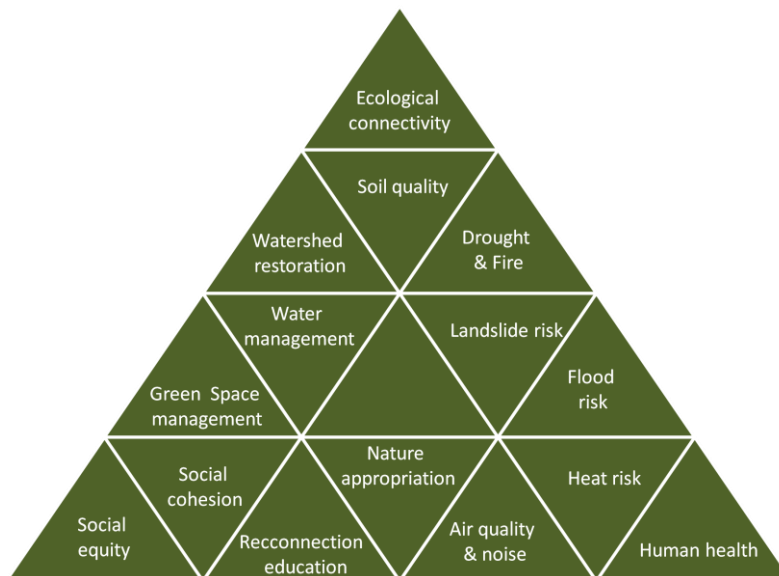 Ecological
connectivity
Soil quality
Watershed
restoration
Drought
& Fire
Water
management
Landslide risk
Green Space
management
Flood
risk
Social
cohesion
Nature
appropriation
Heat risk
Social
equity
Recconnection
education
Air quality
& noise
Human health